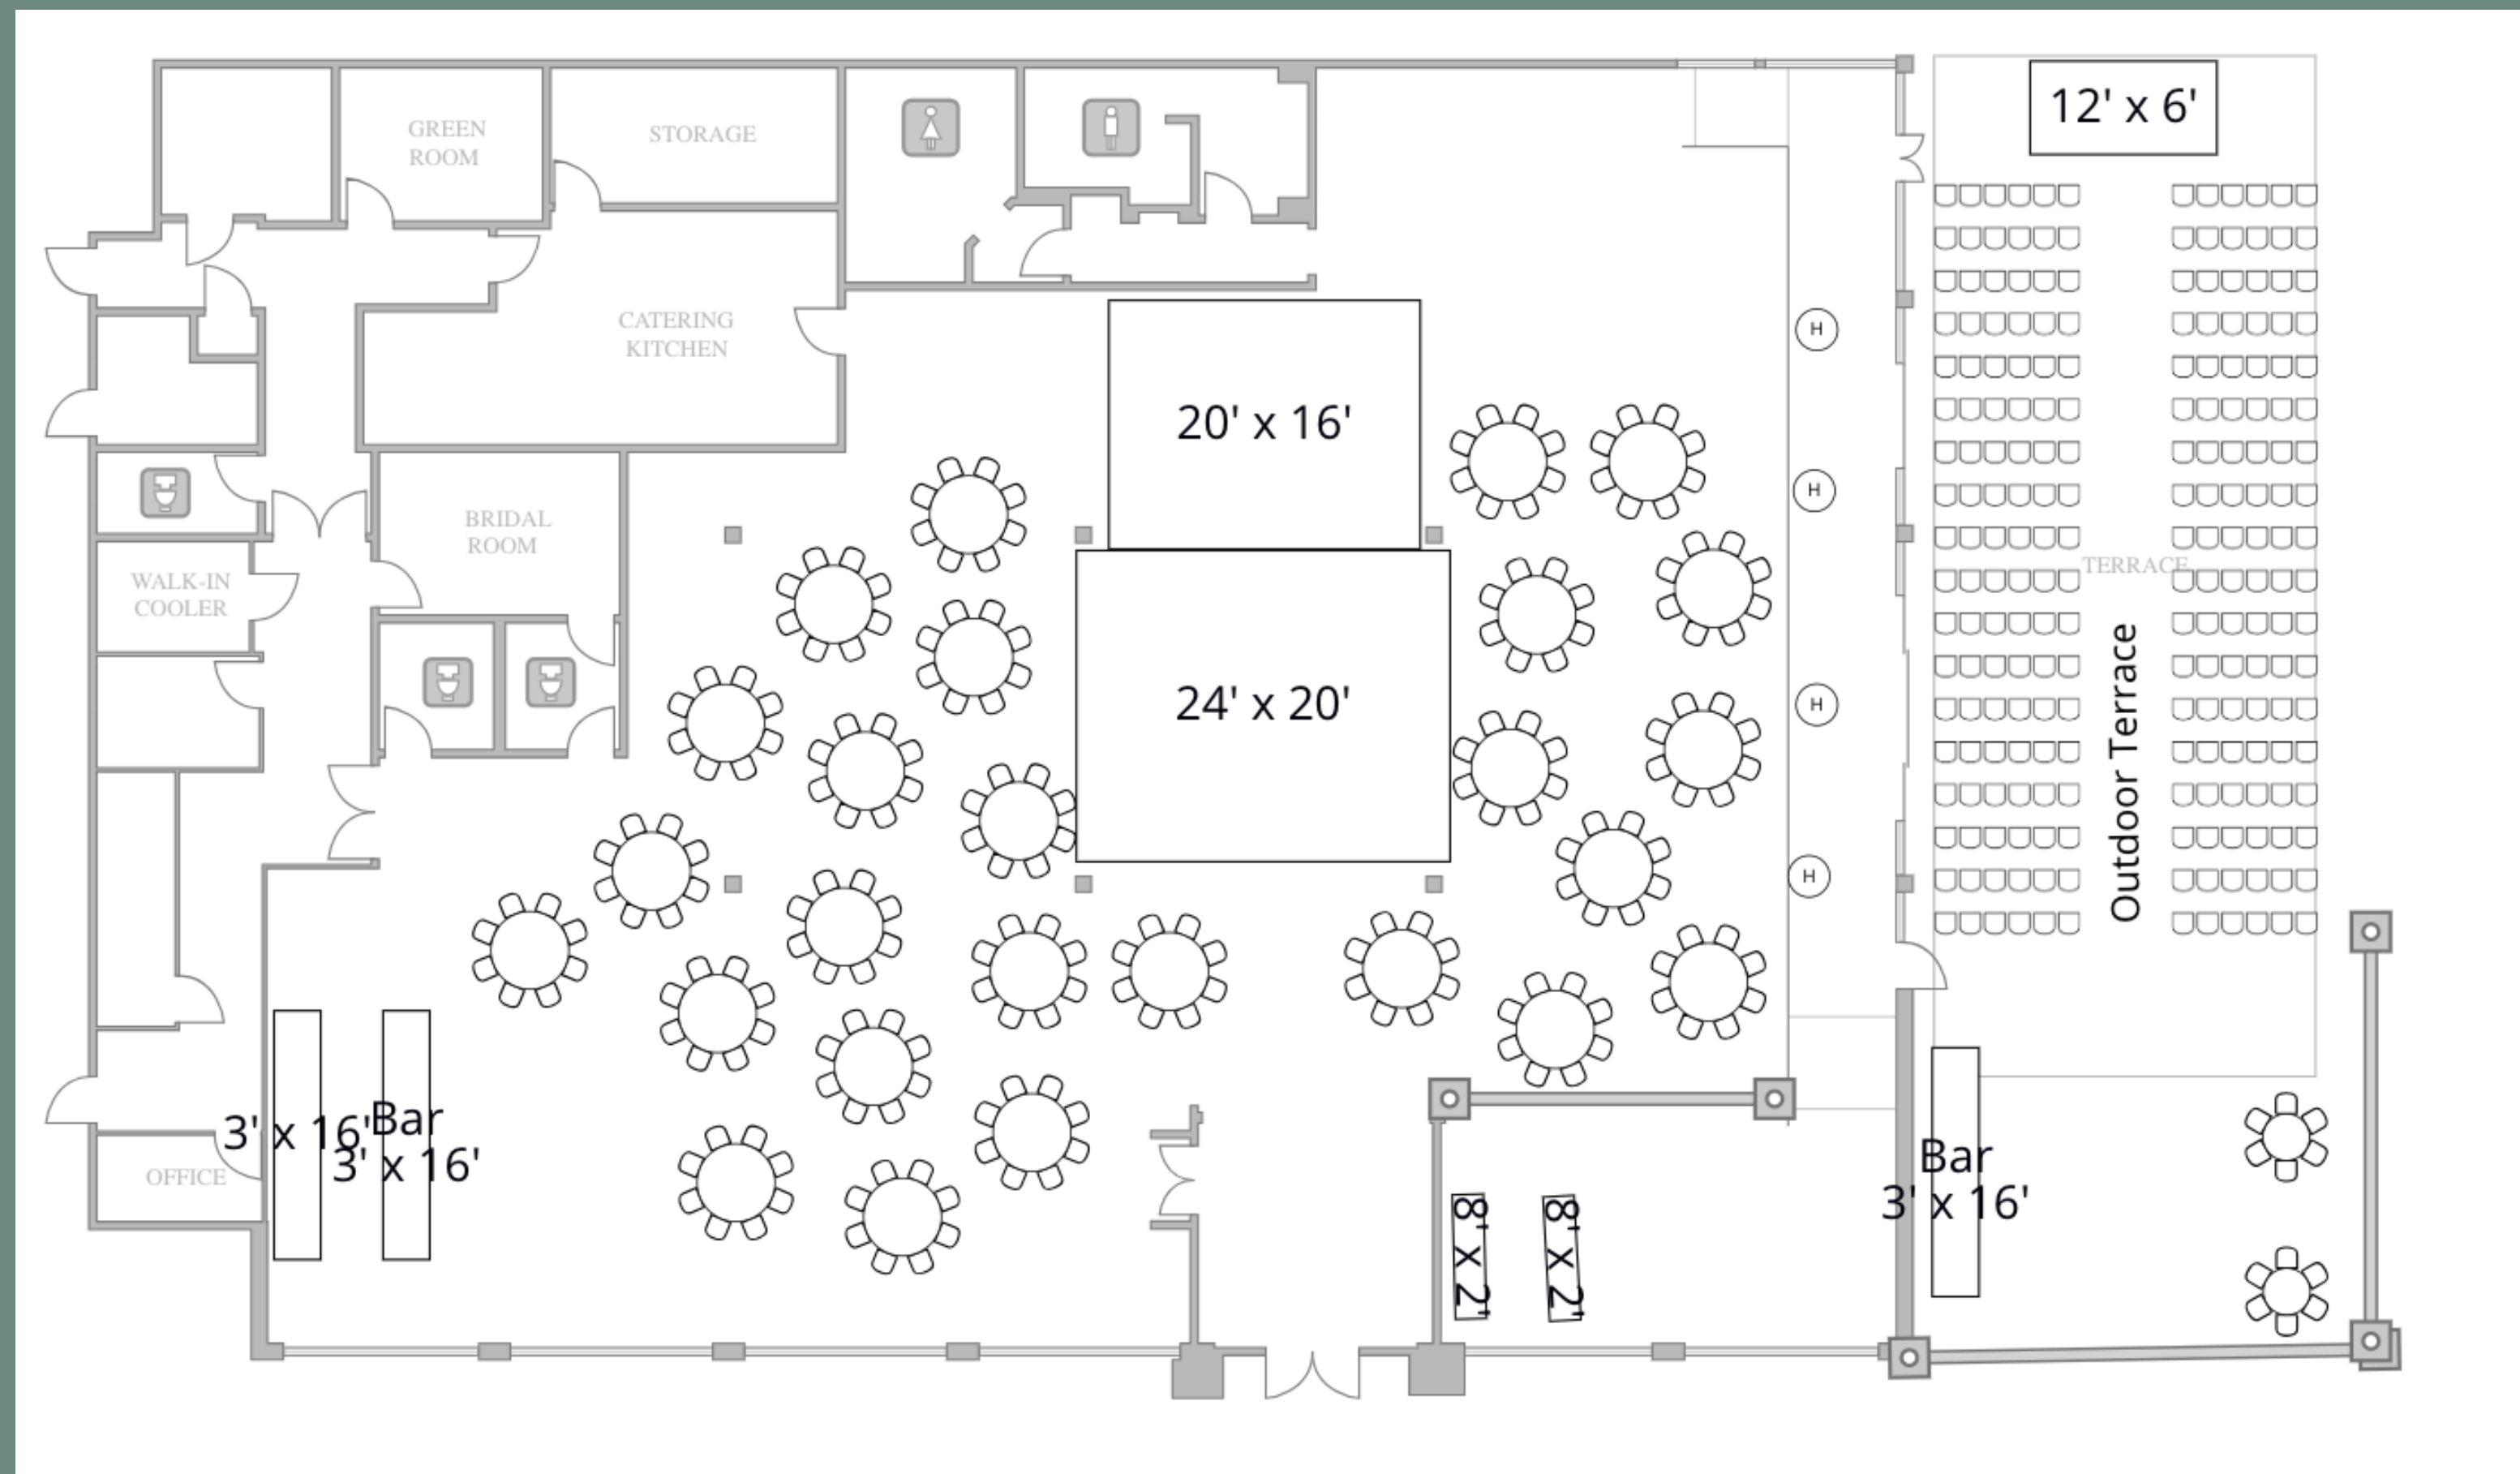 12' x 6'
GREEN
ROOM
STORAGE
CATERING
KITCHEN
H
20' x 16'
H
BRIDAL
ROOM
TERRACE
WALK-IN
COOLER
24' x 20'
H
Outdoor Terrace
H
3' x 16'
Bar
3' x 16'
OFFICE
Bar
3' x 16'
8' x 2'
8' x 2'